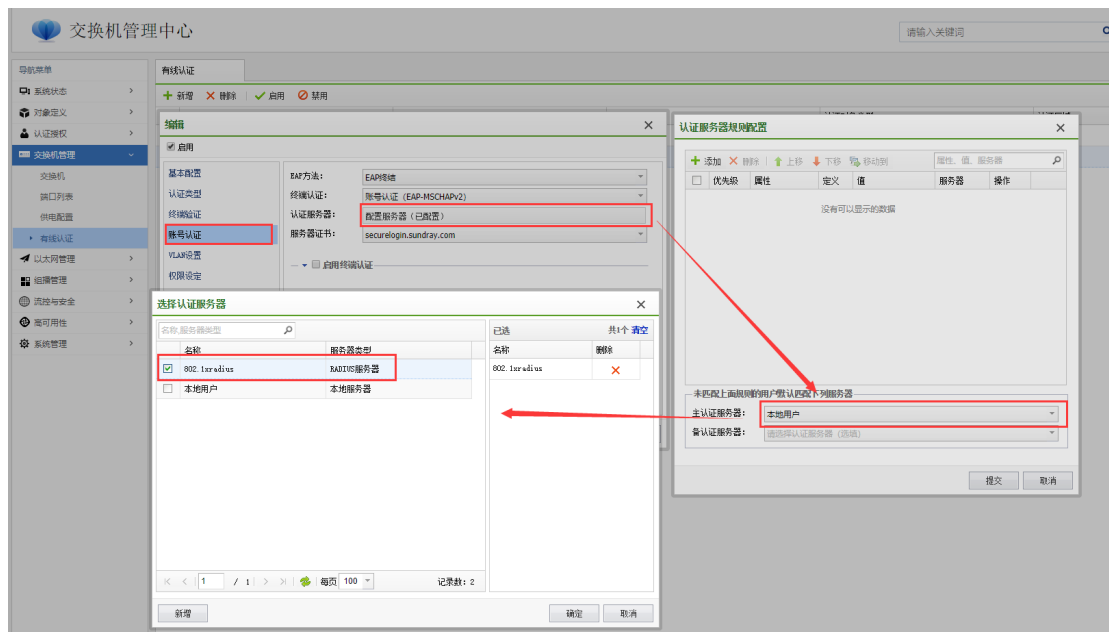 交换机管理中心
请输入关键词
导航菜单
系统状态
对象定义
认证授权
交换机管理
交换机
端口列表
供电配置
有线认证
以太网管理
组播管理
流控与安全
高可用性
系统管理
有线认证
新增 删除 启用 禁用
编辑
启用
基本配置
认证类型
终端验证
账号认证
VLAN设置
权限设定
EAP方法: EAP终结
终端认证: 账号认证 (EAP-MSCHAPv2)
认证服务器: 配置服务器 (已配置)
服务器证书: securelogin.sundray.com
启用终端认证
认证服务器规则配置
添加 删除 上移 下移 移动到 属性、值、服务器
优先级 属性 定义 值 服务器 操作
没有可以显示的数据
未匹配上面规则的用户默认匹配下列服务器
主认证服务器: 本地用户
备认证服务器: 请选择认证服务器 (选填)
提交 取消
选择认证服务器
名称,服务器类型
名称 服务器类型
802.1xradius RADIUS服务器
本地用户 本地服务器
已选 共1个 清空
名称 删除
802.1xradius
1 / 1 每页 100 记录数: 2
新增 确定 取消